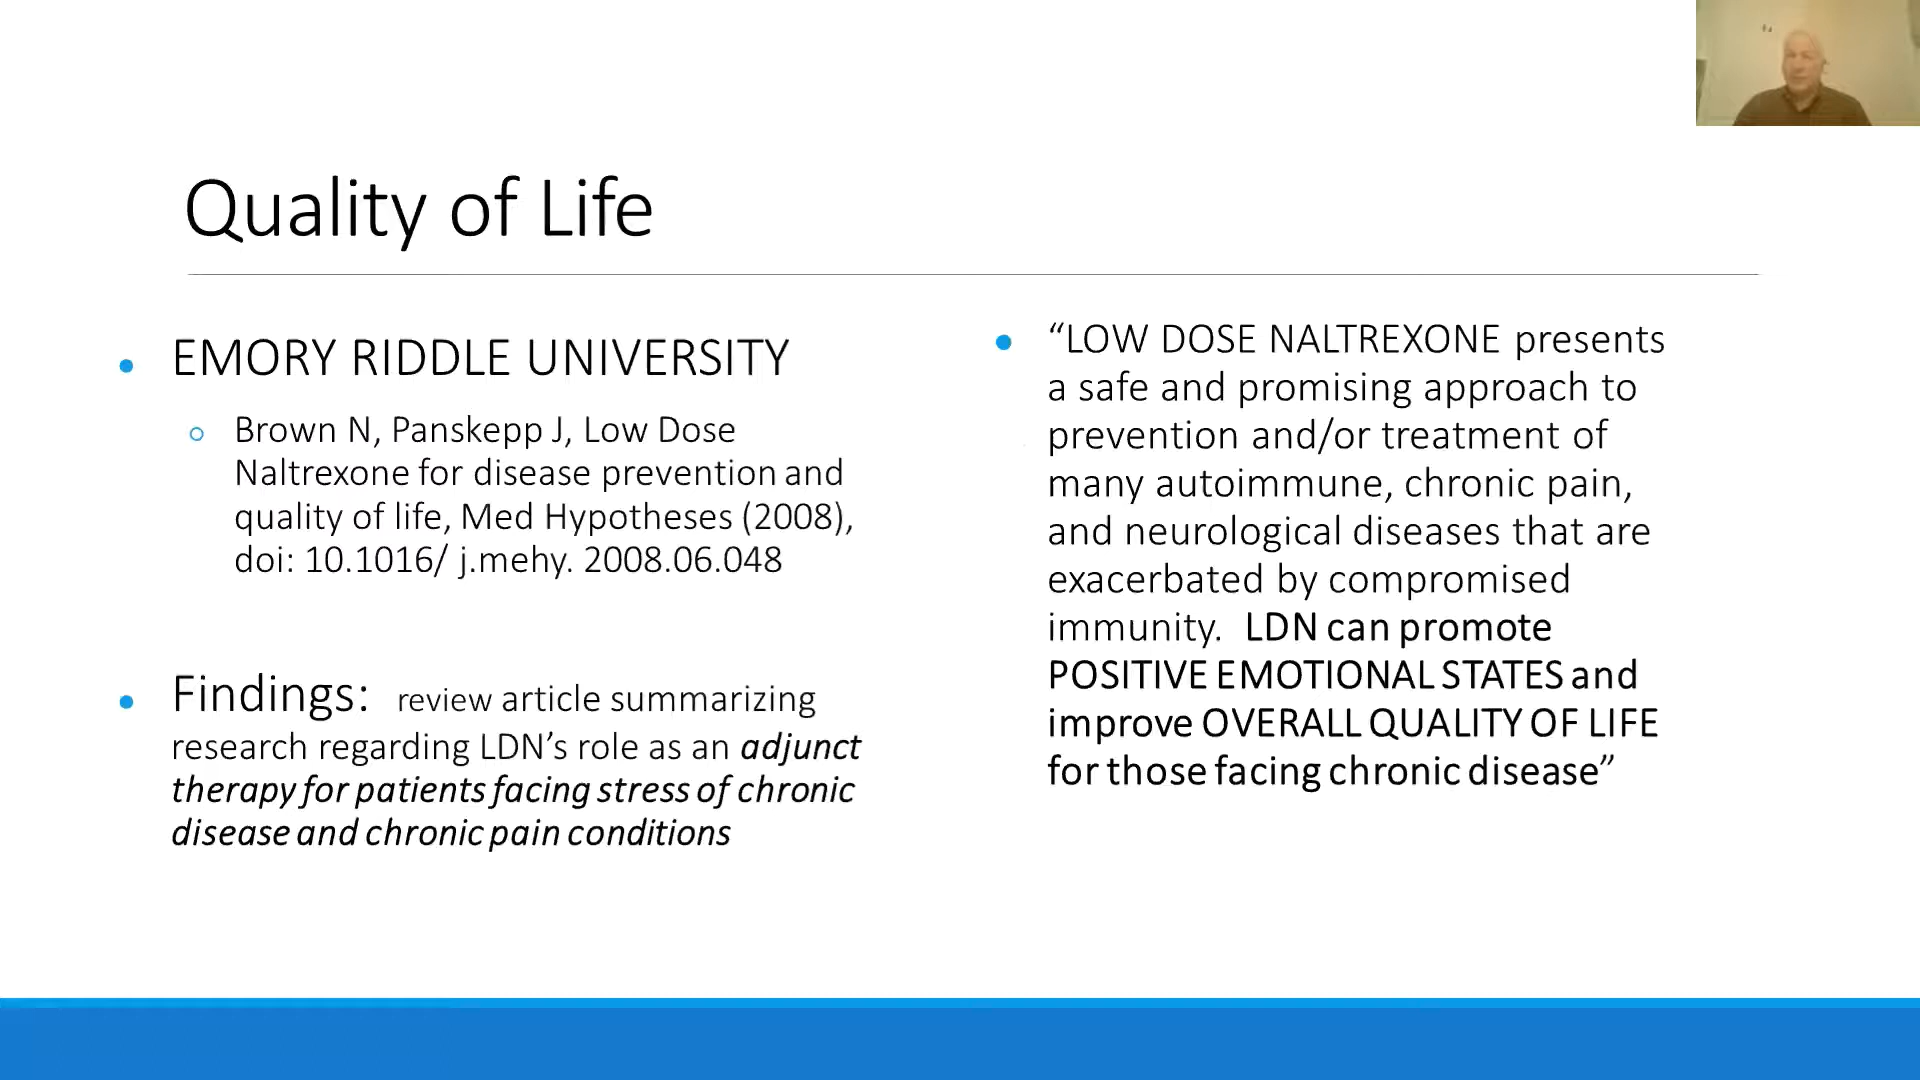 Quality of Life
EMORY RIDDLE UNIVERSITY
Brown N, Panskepp J, Low Dose
Naltrexone for disease prevention and
quality of life, Med Hypotheses (2008),
doi: 10.1016/ j.mehy. 2008.06.048
Findings: review article summarizing
research regarding LDN’s role as an adjunct
therapy for patients facing stress of chronic
disease and chronic pain conditions
“LOW DOSE NALTREXONE presents
a safe and promising approach to
prevention and/or treatment of
many autoimmune, chronic pain,
and neurological diseases that are
exacerbated by compromised
immunity. LDN can promote
POSITIVE EMOTIONAL STATES and
improve OVERALL QUALITY OF LIFE
for those facing chronic disease”